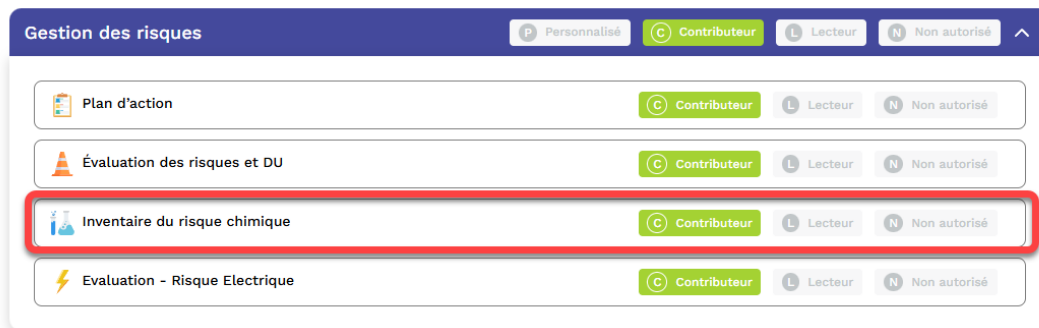 Gestion des risques P Personnalisé C Contributeur L Lecteur N Non autorisé
Plan d'action C Contributeur L Lecteur N Non autorisé
Évaluation des risques et DU C Contributeur L Lecteur N Non autorisé
Inventaire du risque chimique C Contributeur L Lecteur N Non autorisé
Evaluation - Risque Electrique C Contributeur L Lecteur N Non autorisé